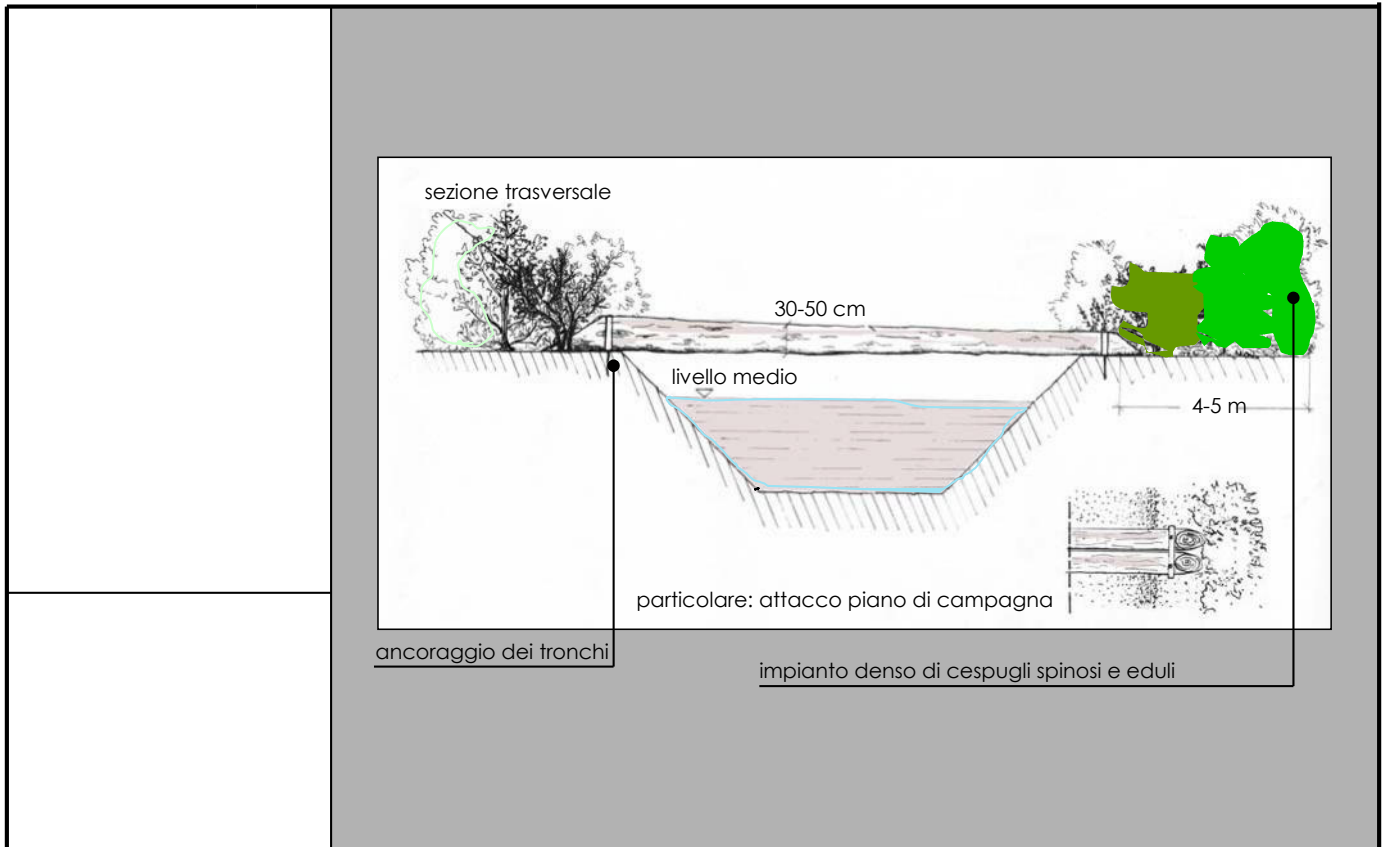 sezione trasversale
30-50 cm
livello medio
4-5 m
particolare: attacco piano di campagna
ancoraggio dei tronchi
impianto denso di cespugli spinosi e eduli